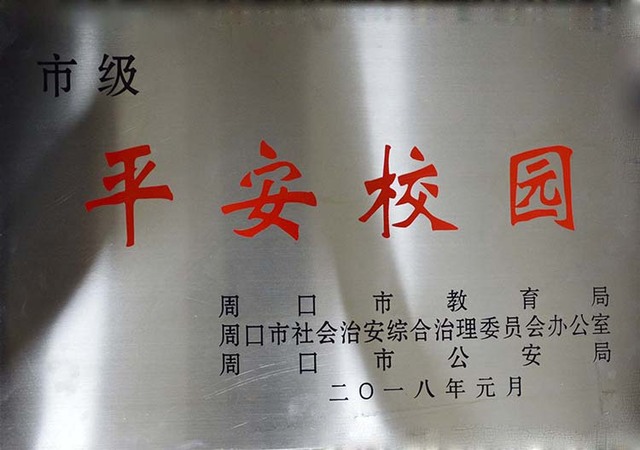 市级
平安校园
周口市教育局
周口市社会治安综合治理委员会办公室
周口市公安局
二〇一八年元月